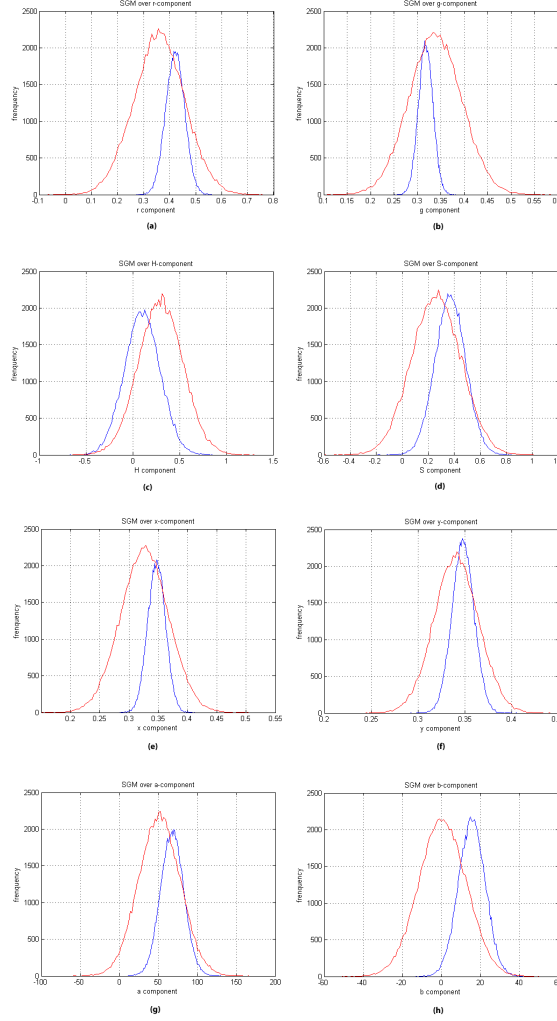 SGM over r-component
SGM over g-component
2500
2000
1500
1000
500
0
frenquency
-0.1 0 0.1 0.2 0.3 0.4 0.5 0.6 0.7 0.8
r component
(a)
2500
2000
1500
1000
500
0
frenquency
0.1 0.15 0.2 0.25 0.3 0.35 0.4 0.45 0.5 0.55
g component
(b)
SGM over H-component
SGM over S-component
2500
2000
1500
1000
500
0
frenquency
-1 -0.5 0 0.5 1 1.5
H component
(c)
2500
2000
1500
1000
500
0
frenquency
-0.6 -0.4 -0.2 0 0.2 0.4 0.6 0.8 1
S component
(d)
SGM over x-component
SGM over y-component
2500
2000
1500
1000
500
0
frenquency
0.2 0.25 0.3 0.35 0.4 0.45 0.5 0.55
x component
(e)
2500
2000
1500
1000
500
0
frenquency
0.2 0.25 0.3 0.35 0.4
y component
(f)
SGM over a-component
SGM over b-component
2500
2000
1500
1000
500
0
frenquency
-100 -50 0 50 100 150 200
a component
(g)
2500
2000
1500
1000
500
0
frenquency
-60 -40 -20 0 20 40
b component
(h)